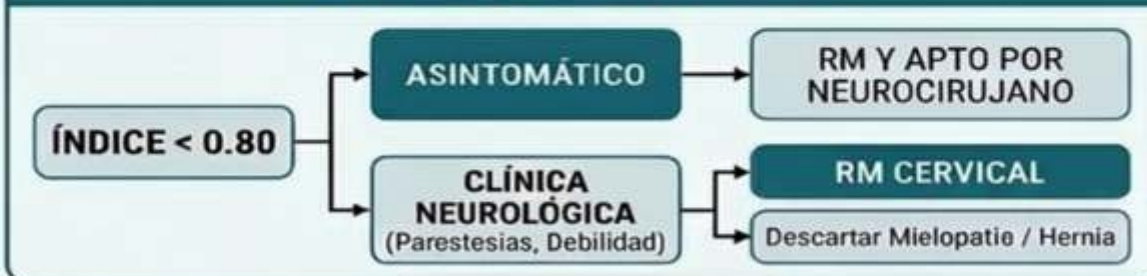 ASINTOMÁTICO
RM Y APTO POR
NEUROCIRUJANO
ÍNDICE < 0.80
CLÍNICA
NEUROLÓGICA
(Parestesias, Debilidad)
RM CERVICAL
Descartar Mielopatie / Hernia